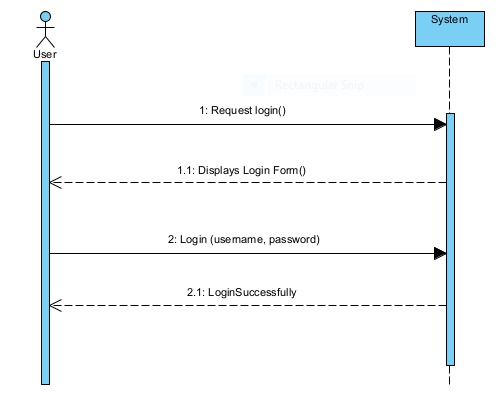 System
User
Rectangular Snip
1: Request login()
1.1: Displays Login Form()
2: Login (username, password)
2.1: LoginSuccessfully